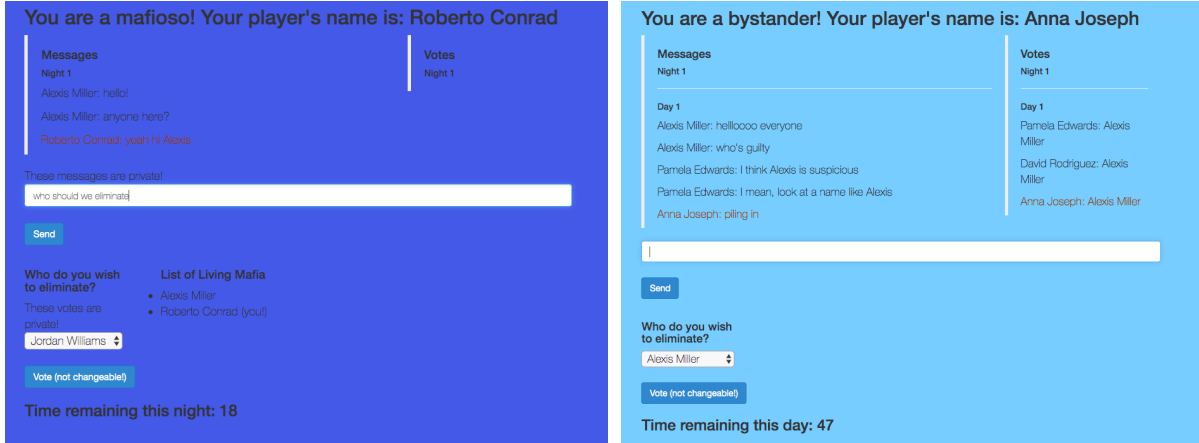 You are a mafioso! Your player's name is: Roberto Conrad
Messages
Night 1
Alexis Miller: hello!
Alexis Miller: anyone here?
Roberto Conrad: yeah hi Alexis
Votes
Night 1
These messages are private!
who should we eliminate
Send
Who do you wish
to eliminate?
These votes are
private!
Jordan Williams
Vote (not changeable!)
List of Living Mafia
• Alexis Miller
• Roberto Conrad (you!)
Time remaining this night: 18
You are a bystander! Your player's name is: Anna Joseph
Messages
Night 1
Day 1
Alexis Miller: hellloooo everyone
Alexis Miller: who's guilty
Pamela Edwards: I think Alexis is suspicious
Pamela Edwards: I mean, look at a name like Alexis
Anna Joseph: piling in
Votes
Night 1
Day 1
Pamela Edwards: Alexis
Miller
David Rodriguez: Alexis
Miller
Anna Joseph: Alexis Miller
Send
Who do you wish
to eliminate?
Alexis Miller
Vote (not changeable!)
Time remaining this day: 47